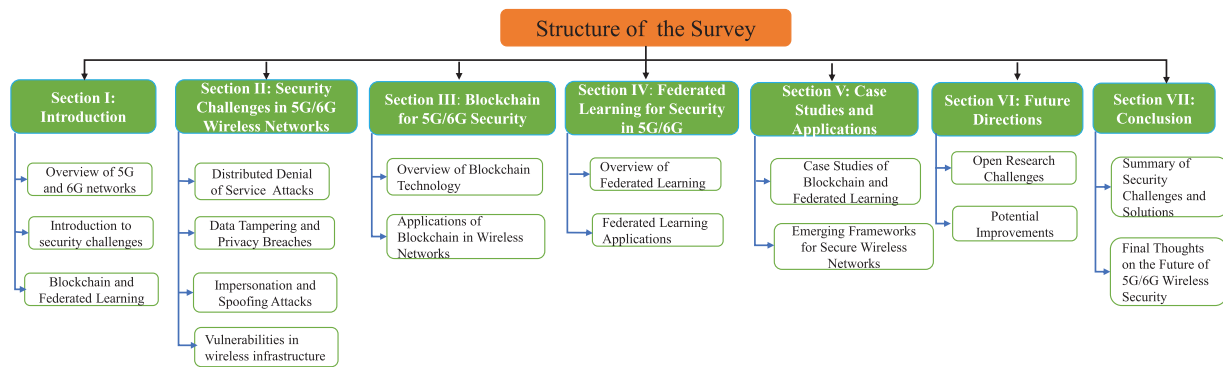 Structure of the Survey
Section I:
Introduction
Overview of 5G
and 6G networks
Introduction to
security challenges
Blockchain and
Federated Learning
Section II: Security
Challenges in 5G/6G
Wireless Networks
Distributed Denial
of Service Attacks
Data Tampering and
Privacy Breaches
Impersonation and
Spoofing Attacks
Vulnerabilities in
wireless infrastructure
Section III: Blockchain
for 5G/6G Security
Overview of Blockchain
Technology
Applications of
Blockchain in Wireless
Networks
Section IV: Federated
Learning for Security
in 5G/6G
Overview of
Federated Learning
Federated Learning
Applications
Section V: Case
Studies and
Applications
Case Studies of
Blockchain and
Federated Learning
Emerging Frameworks
for Secure Wireless
Networks
Section VI: Future
Directions
Open Research
Challenges
Potential
Improvements
Section VII:
Conclusion
Summary of
Security
Challenges and
Solutions
Final Thoughts
on the Future of
5G/6G Wireless
Security